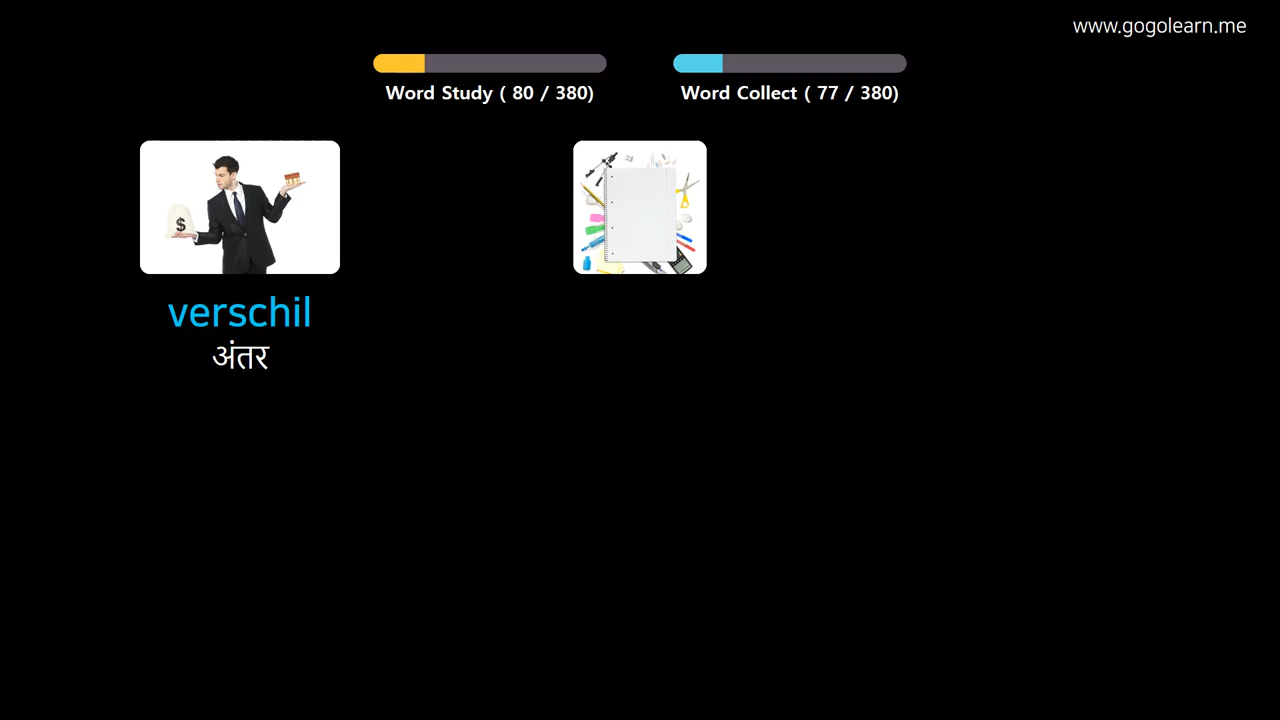 www.gogolearn.me
Word Study ( 80 / 380)
Word Collect ( 77 / 380)
$
verschil
अंतर